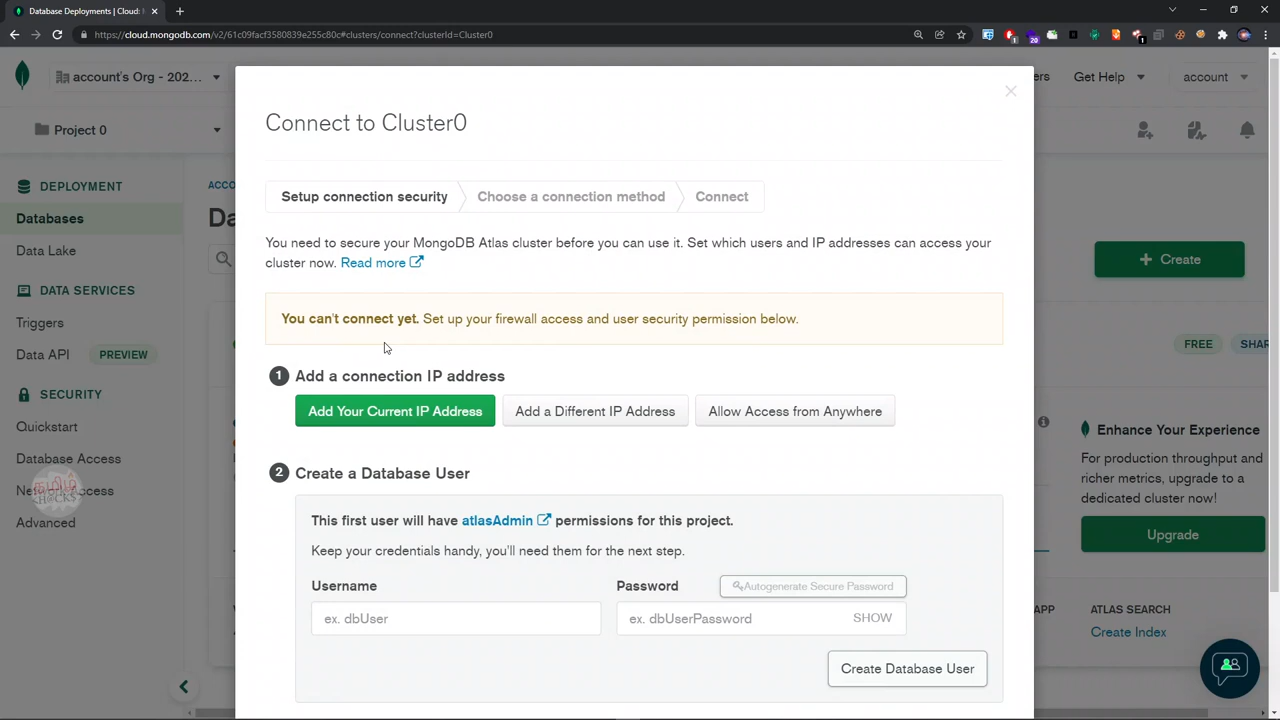 Database Deployments | Cloud:
https://cloud.mongodb.com/v2/61c09facf3580839e255c80c#clusters/connect?clusterId=Cluster0
account's Org - 202...
Get Help
account
Project 0
Connect to Cluster0
DEPLOYMENT
Databases
Data Lake
DATA SERVICES
Triggers
Data API
PREVIEW
SECURITY
Quickstart
Database Access
Advanced
தமிழ்
HACKS
Setup connection security
Choose a connection method
Connect
You need to secure your MongoDB Atlas cluster before you can use it. Set which users and IP addresses can access your
cluster now. Read more
You can't connect yet. Set up your firewall access and user security permission below.
1 Add a connection IP address
Add Your Current IP Address
Add a Different IP Address
Allow Access from Anywhere
2 Create a Database User
This first user will have atlasAdmin permissions for this project.
Keep your credentials handy, you'll need them for the next step.
Username
Password
Autogenerate Secure Password
ex. dbUser
ex. dbUserPassword
SHOW
Create Database User
+ Create
FREE
Enhance Your Experience
For production throughput and
richer metrics, upgrade to a
dedicated cluster now!
Upgrade
ATLAS SEARCH
Create Index